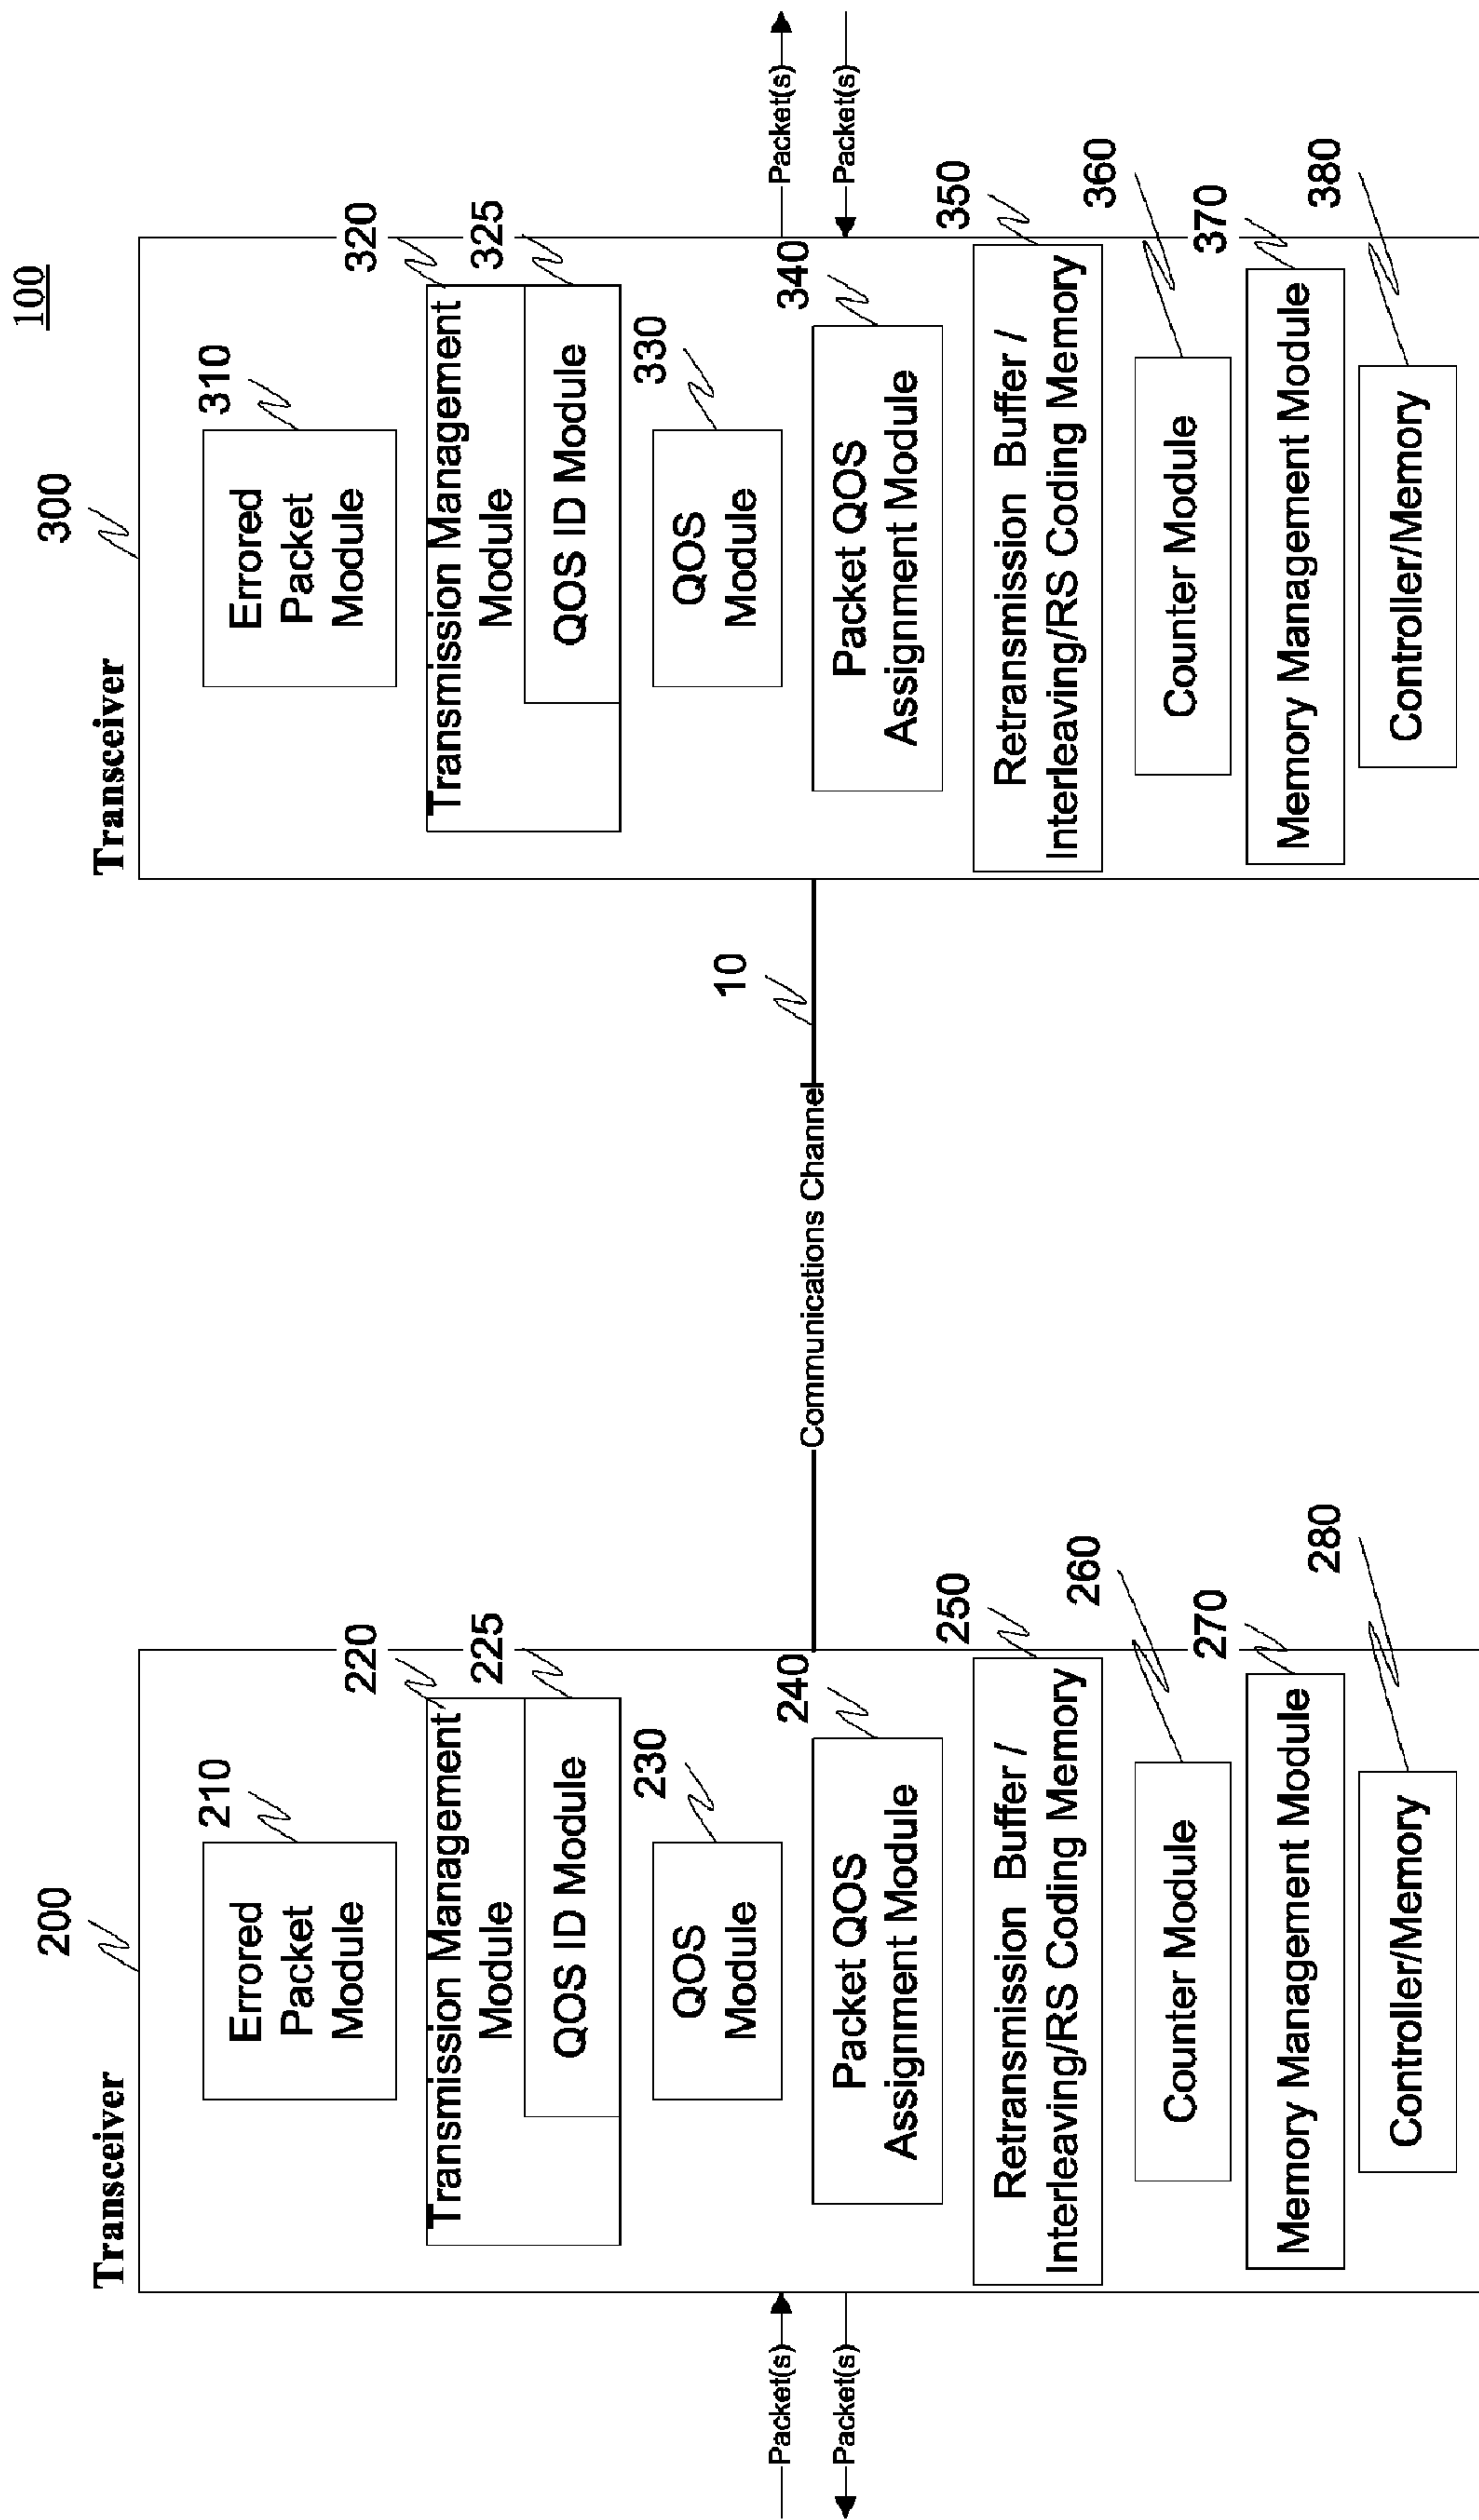 100
200
Transceiver
210
Errored
Packet
Module
220
Transmission Management
Module
225
QOS ID Module
230
QOS
Module
240
Packet QOS
Assignment Module
250
Retransmission Buffer /
Interleaving/RS Coding Memory
260
Counter Module
270
Memory Management Module
280
Controller/Memory
Packet(s)
Packet(s)
Communications Channel
10
300
Transceiver
310
Errored
Packet
Module
320
Transmission Management
Module
325
QOS ID Module
330
QOS
Module
340
Packet QOS
Assignment Module
350
Retransmission Buffer /
Interleaving/RS Coding Memory
360
Counter Module
370
Memory Management Module
380
Controller/Memory
Packet(s)
Packet(s)